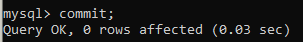 mysql> commit;
Query OK, 0 rows affected (0.03 sec)